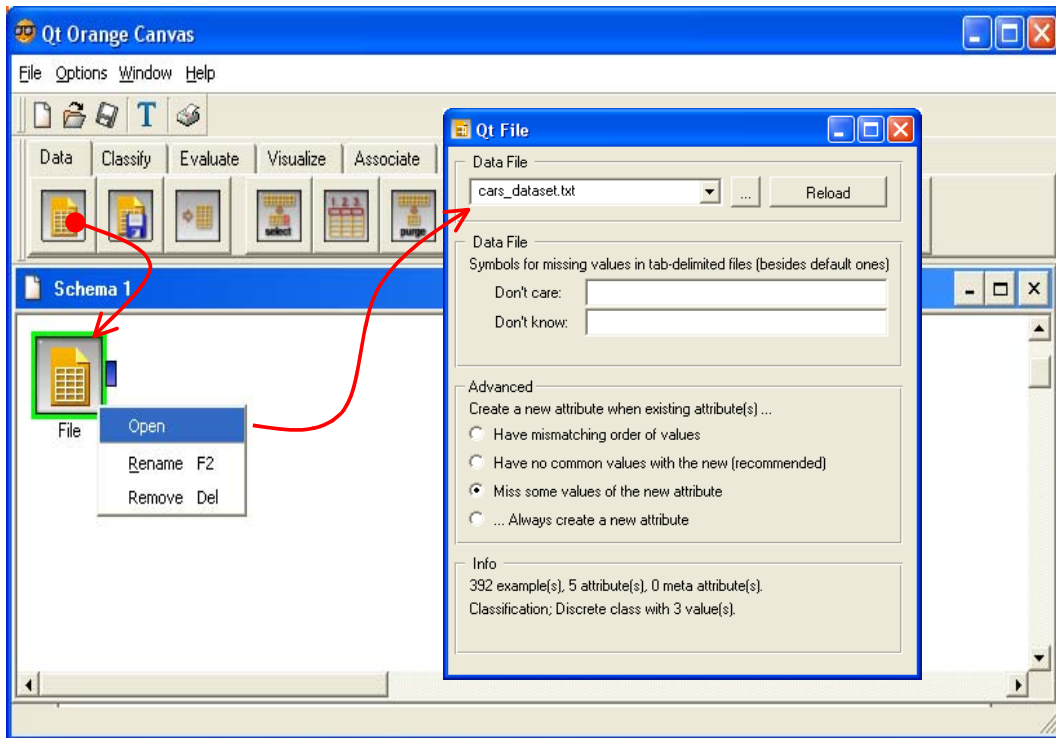 Qt Orange Canvas
File Options Window Help
T
Data Classify Evaluate Visualize Associate
select 1 2 3 purge
Schema 1
File
Open
Rename F2
Remove Del
Qt File
Data File
cars_dataset.txt ... Reload
Data File
Symbols for missing values in tab-delimited files (besides default ones)
Don't care:
Don't know:
Advanced
Create a new attribute when existing attribute(s) ...
Have mismatching order of values
Have no common values with the new (recommended)
Miss some values of the new attribute
... Always create a new attribute
Info
392 example(s), 5 attribute(s), 0 meta attribute(s).
Classification; Discrete class with 3 value(s).